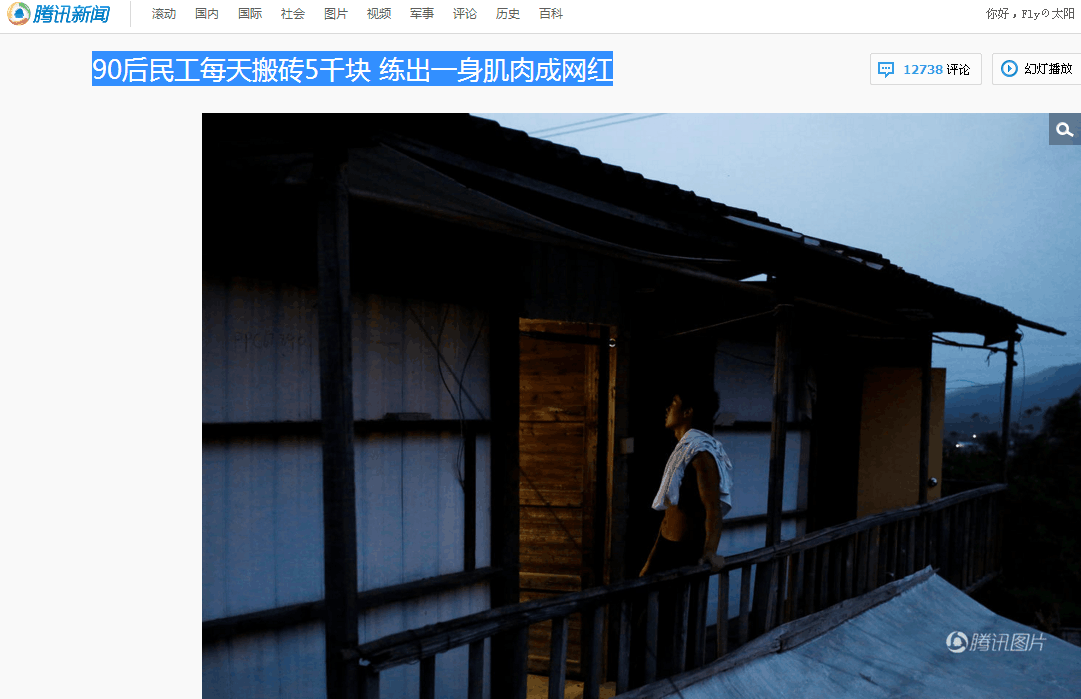 腾讯新闻 滚动 国内 国际 社会 图片 视频 军事 评论 历史 百科 你好，Flyの太阳
90后民工每天搬砖5千块 练出一身肌肉成网红
12738 评论 幻灯播放
腾讯图片